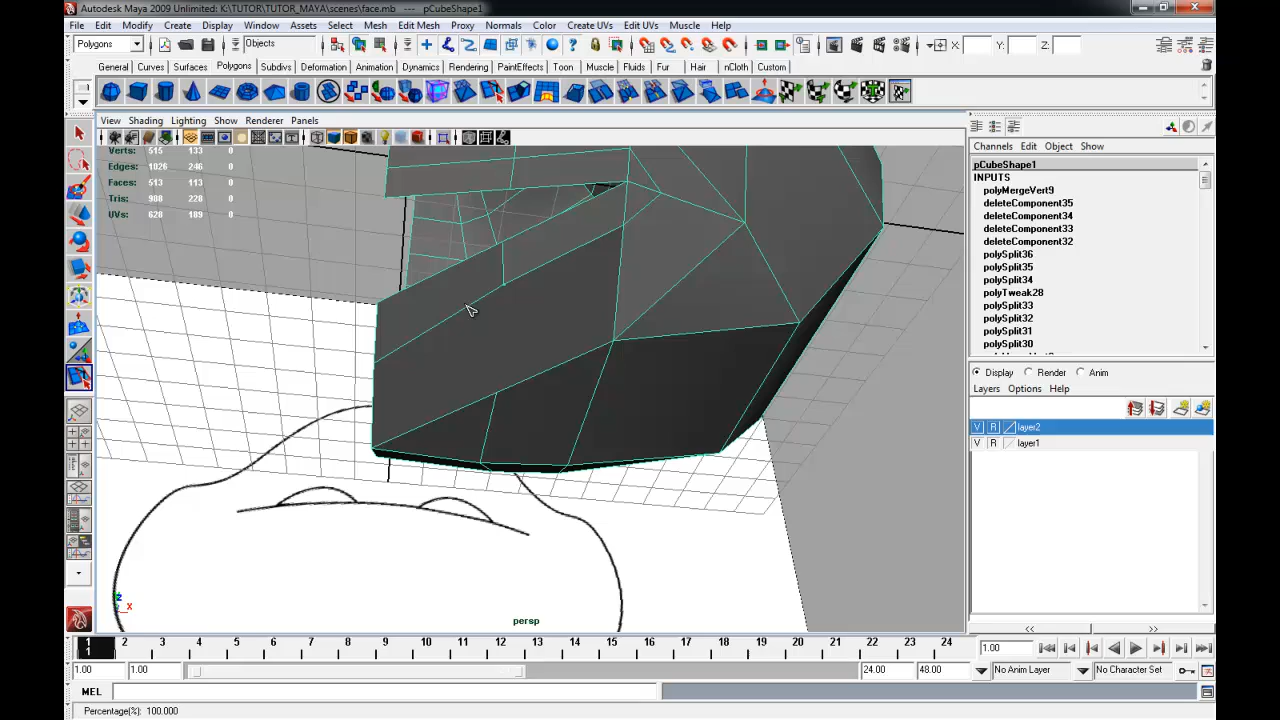 Autodesk Maya 2009 Unlimited: K:\TUTOR\TUTOR_MAYA\scenes\face.mb --- pCubeShape1
File Edit Modify Create Display Window Assets Select Mesh Edit Mesh Proxy Normals Color Create UVs Edit UVs Muscle Help
Polygons Objects X: Y: Z:
General Curves Surfaces Polygons Subdivs Deformation Animation Dynamics Rendering PaintEffects Toon Muscle Fluids Fur Hair nCloth Custom
View Shading Lighting Show Renderer Panels
Channels Edit Object Show
Verts: 515 133 0
Edges: 1026 246 0
Faces: 513 113 0
Tris: 988 228 0
UVs: 628 189 0
pCubeShape1
INPUTS
polyMergeVert9
deleteComponent35
deleteComponent34
deleteComponent33
deleteComponent32
polySplit36
polySplit35
polySplit34
polyTweak28
polySplit33
polySplit32
polySplit31
polySplit30
Display Render Anim
Layers Options Help
V R layer2
V R layer1
z
x
persp
<< >>
1 2 3 4 5 6 7 8 9 10 11 12 13 14 15 16 17 18 19 20 21 22 23 24
1
1.00
1.00 1.00 24.00 48.00 No Anim Layer No Character Set
MEL
Percentage(%): 100.000